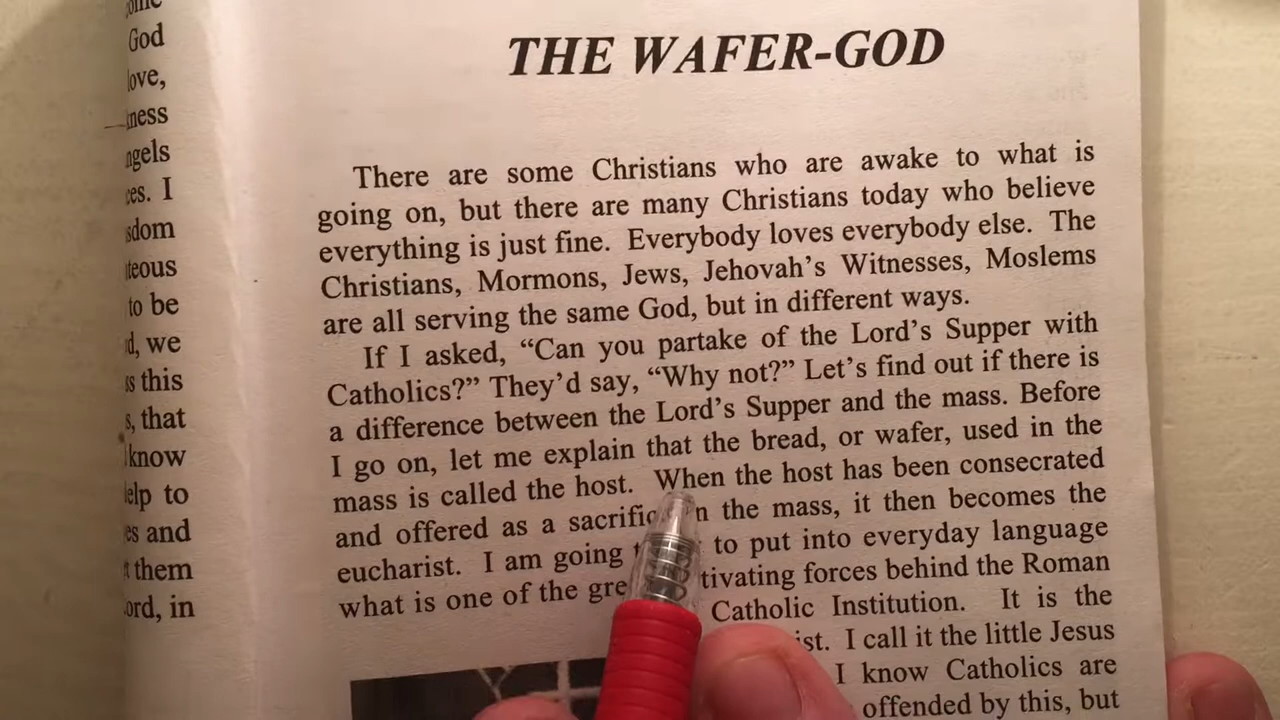 God
love,
THE WAFER-GOD
There are some Christians who are awake to what is
going on, but there are many Christians today who believe
everything is just fine. Everybody loves everybody else. The
Christians, Mormons, Jews, Jehovah's Witnesses, Moslems
are all serving the same God, but in different ways.
If I asked, "Can you partake of the Lord's Supper with
Catholics?" They'd say, "Why not?" Let's find out if there is
a difference between the Lord's Supper and the mass. Before
I go on, let me explain that the bread, or wafer, used in the
mass is called the host. When the host has been consecrated
and offered as a sacrific n the mass, it then becomes the
eucharist. I am going to put into everyday language
what is one of the gre tivating forces behind the Roman
Catholic Institution. It is the
ist. I call it the little Jesus
I know Catholics are
offended by this, but
ces. I
to be
we
this
that
know
to
and
them
in